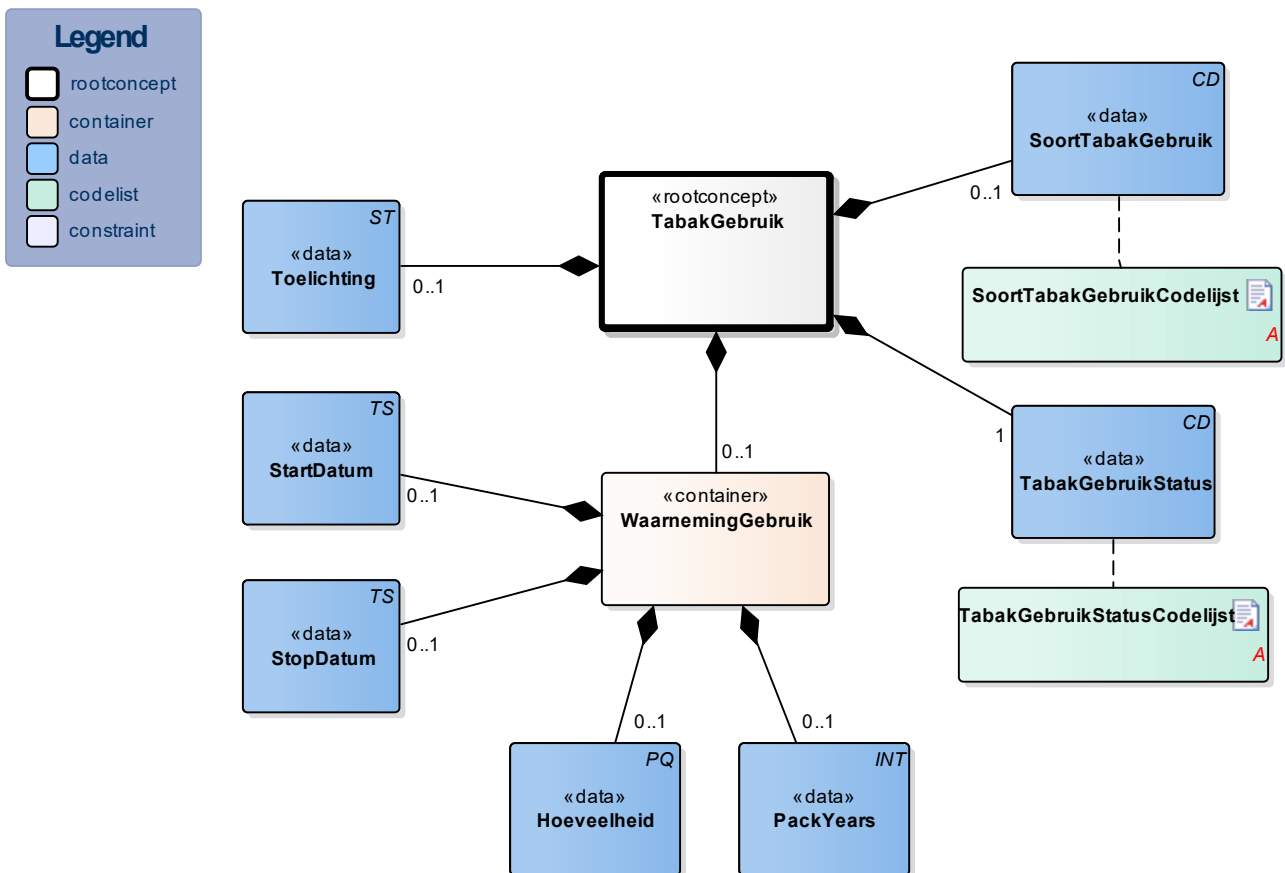 Legend
rootconcept
container
data
codelist
constraint
CD
«data»
SoortTabakGebruik
0..1
«rootconcept»
TabakGebruik
ST
«data»
Toelichting
0..1
SoortTabakGebruikCodelijst
A
TS
«data»
StartDatum
0..1
0..1
CD
«data»
TabakGebruikStatus
1
«container»
WaarnemingGebruik
TS
«data»
StopDatum
0..1
TabakGebruikStatusCodelijst
A
0..1
0..1
PQ
«data»
Hoeveelheid
INT
«data»
PackYears